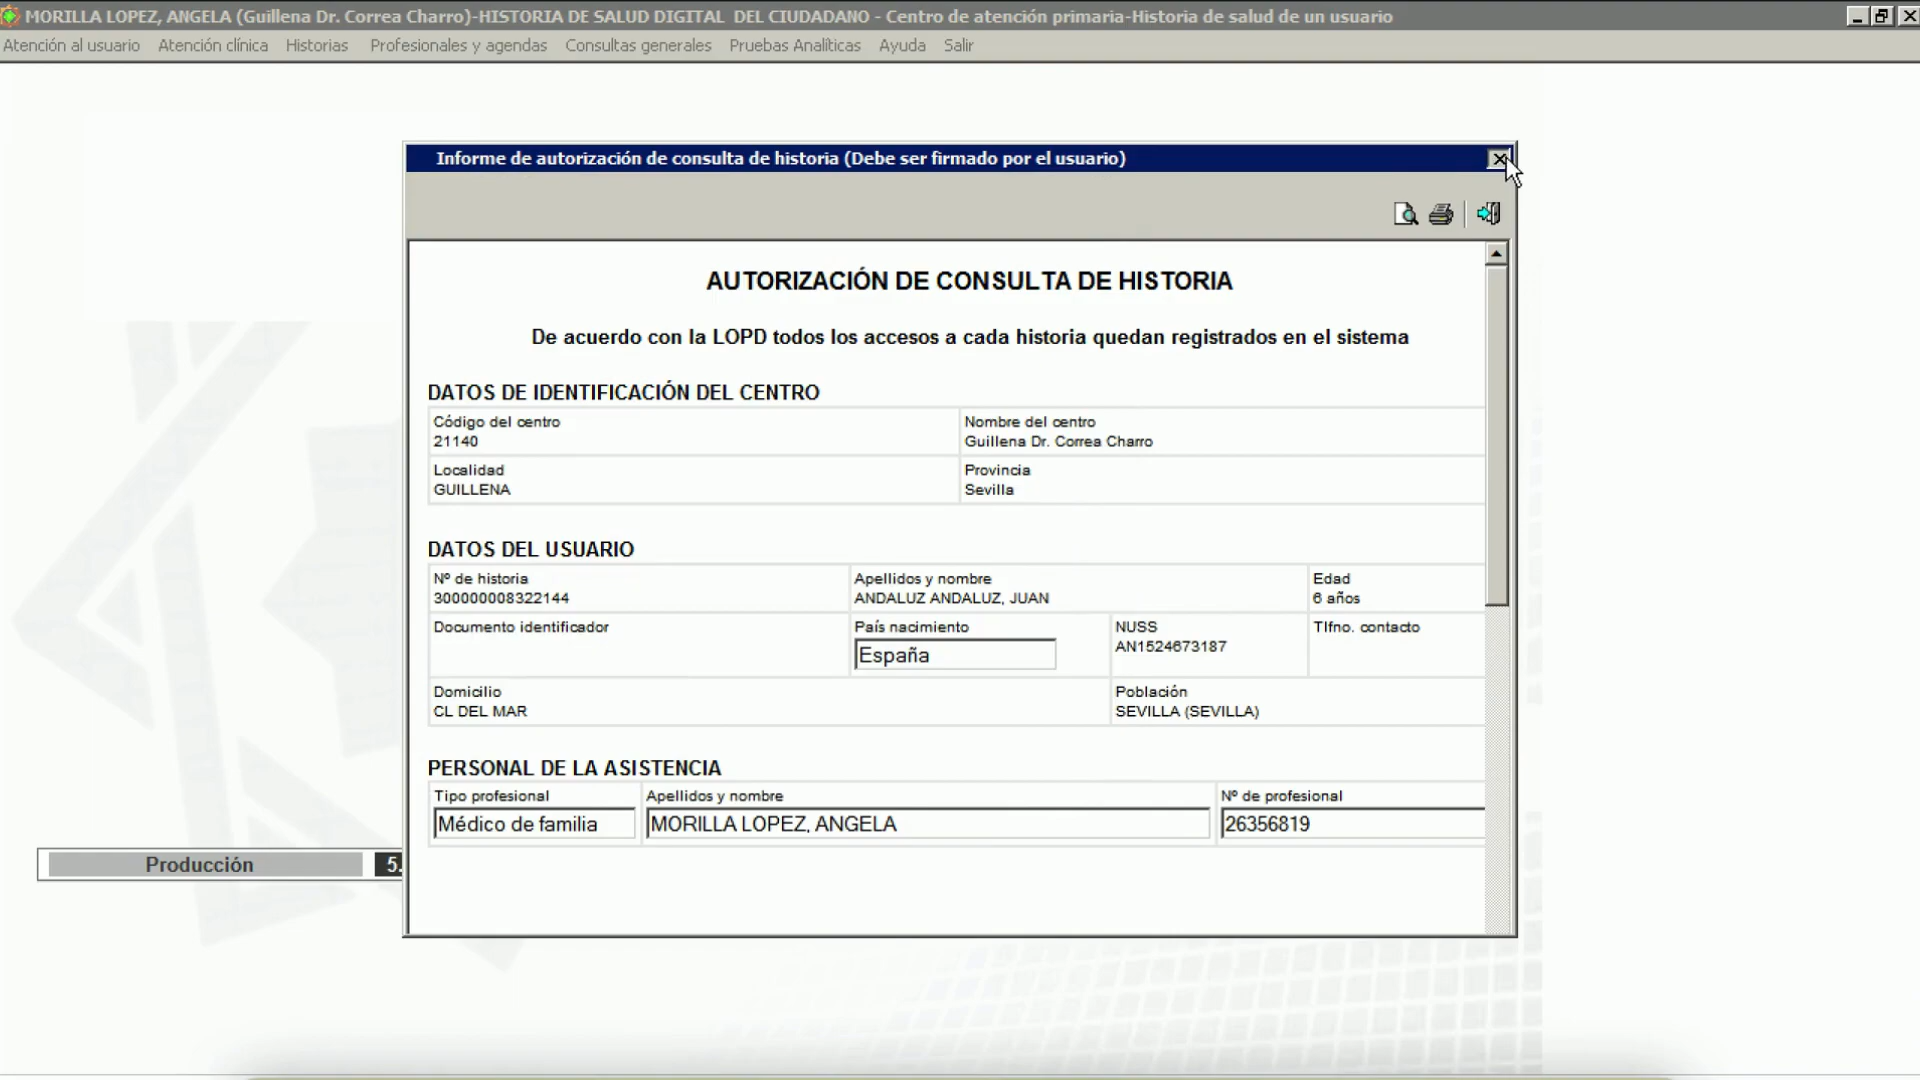 MORILLA LOPEZ, ANGELA (Guillena Dr. Correa Charro)-HISTORIA DE SALUD DIGITAL DEL CIUDADANO - Centro de atención primaria-Historia de salud de un usuario
Atención al usuario Atención clínica Historias Profesionales y agendas Consultas generales Pruebas Analíticas Ayuda Salir
Informe de autorización de consulta de historia (Debe ser firmado por el usuario)
AUTORIZACIÓN DE CONSULTA DE HISTORIA
De acuerdo con la LOPD todos los accesos a cada historia quedan registrados en el sistema
DATOS DE IDENTIFICACIÓN DEL CENTRO
Código del centro Nombre del centro
21140 Guillena Dr. Correa Charro
Localidad Provincia
GUILLENA Sevilla
DATOS DEL USUARIO
Nº de historia Apellidos y nombre Edad
300000008322144 ANDALUZ ANDALUZ, JUAN 6 años
Documento identificador País nacimiento NUSS Tlfno. contacto
España AN1524673187
Domicilio Población
CL DEL MAR SEVILLA (SEVILLA)
PERSONAL DE LA ASISTENCIA
Tipo profesional Apellidos y nombre Nº de profesional
Médico de familia MORILLA LOPEZ, ANGELA 26356819
Producción 5.